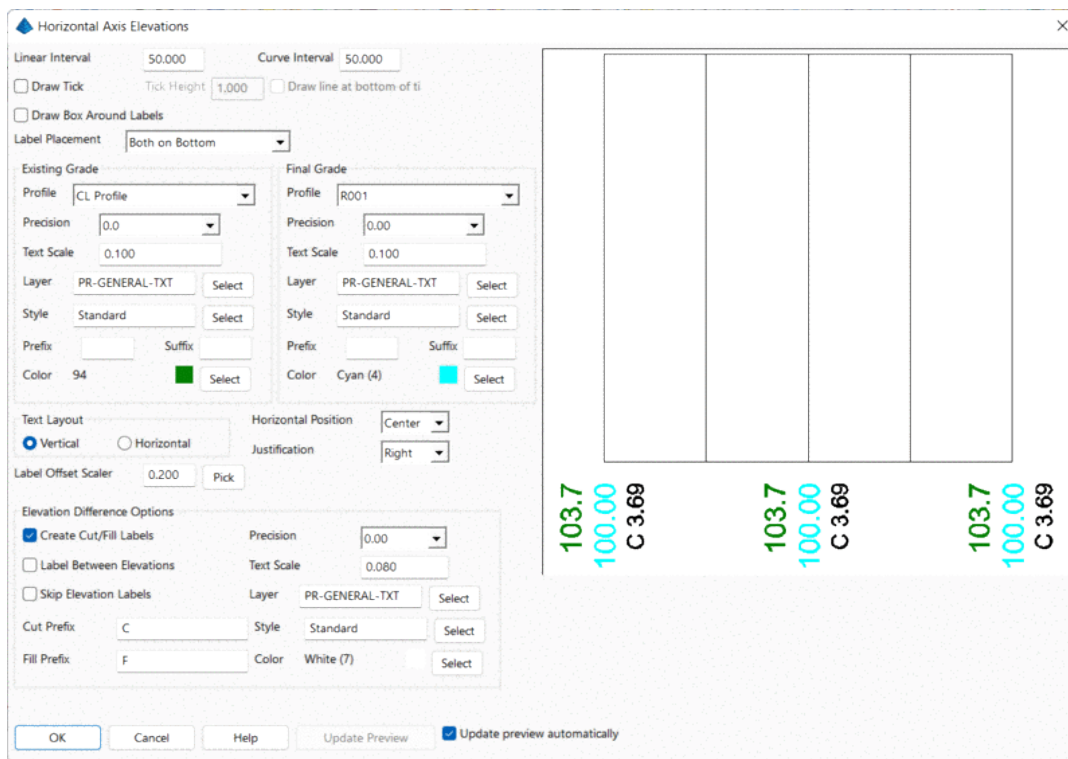 Horizontal Axis Elevations
Linear Interval 50.000 Curve Interval 50.000
Draw Tick Tick Height 1.000 Draw line at bottom of ti
Draw Box Around Labels
Label Placement Both on Bottom
Existing Grade Final Grade
Profile CL Profile Profile R001
Precision 0.0 Precision 0.00
Text Scale 0.100 Text Scale 0.100
Layer PR-GENERAL-TXT Select Layer PR-GENERAL-TXT Select
Style Standard Select Style Standard Select
Prefix Suffix Prefix Suffix
Color 94 Select Color Cyan (4) Select
Text Layout Horizontal Position Center
Vertical Horizontal Justification Right
Label Offset Scaler 0.200 Pick
103.7 100.00 C 3.69 103.7 100.00 C 3.69 103.7 100.00 C 3.69
Elevation Difference Options
Create Cut/Fill Labels Precision 0.00
Label Between Elevations Text Scale 0.080
Skip Elevation Labels Layer PR-GENERAL-TXT Select
Cut Prefix C Style Standard Select
Fill Prefix F Color White (7) Select
OK Cancel Help Update Preview Update preview automatically